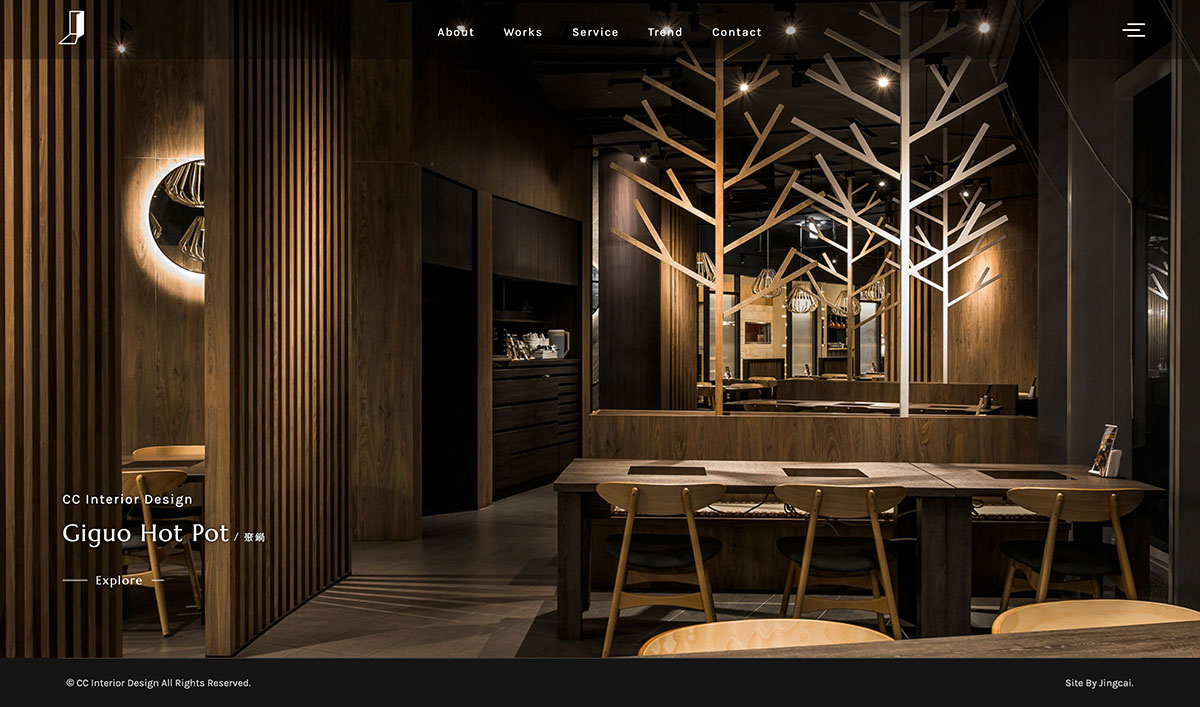 About
Works
Service
Trend
Contact
CC Interior Design
Giguo Hot Pot / 聚鍋
Explore
© CC Interior Design All Rights Reserved.
Site By Jingcai.